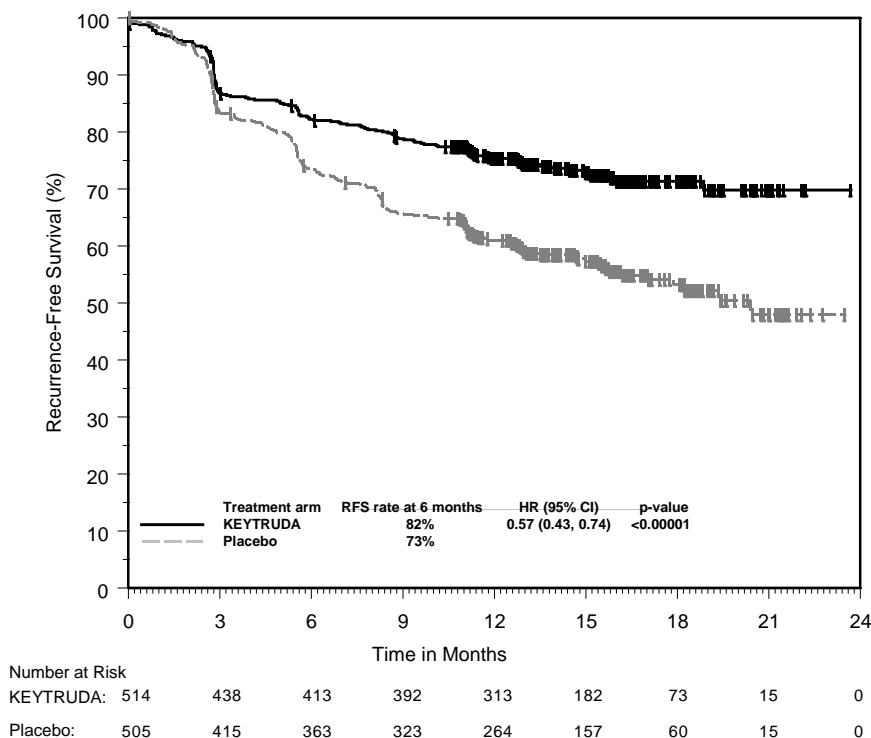 100
90
80
70
60
50
40
30
20
10
0
Recurrence-Free Survival (%)
Treatment arm RFS rate at 6 months HR (95% CI) p-value
KEYTRUDA 82% 0.57 (0.43, 0.74) <0.00001
Placebo 73%
0 3 6 9 12 15 18 21 24
Time in Months
Number at Risk
KEYTRUDA: 514 438 413 392 313 182 73 15 0
Placebo: 505 415 363 323 264 157 60 15 0